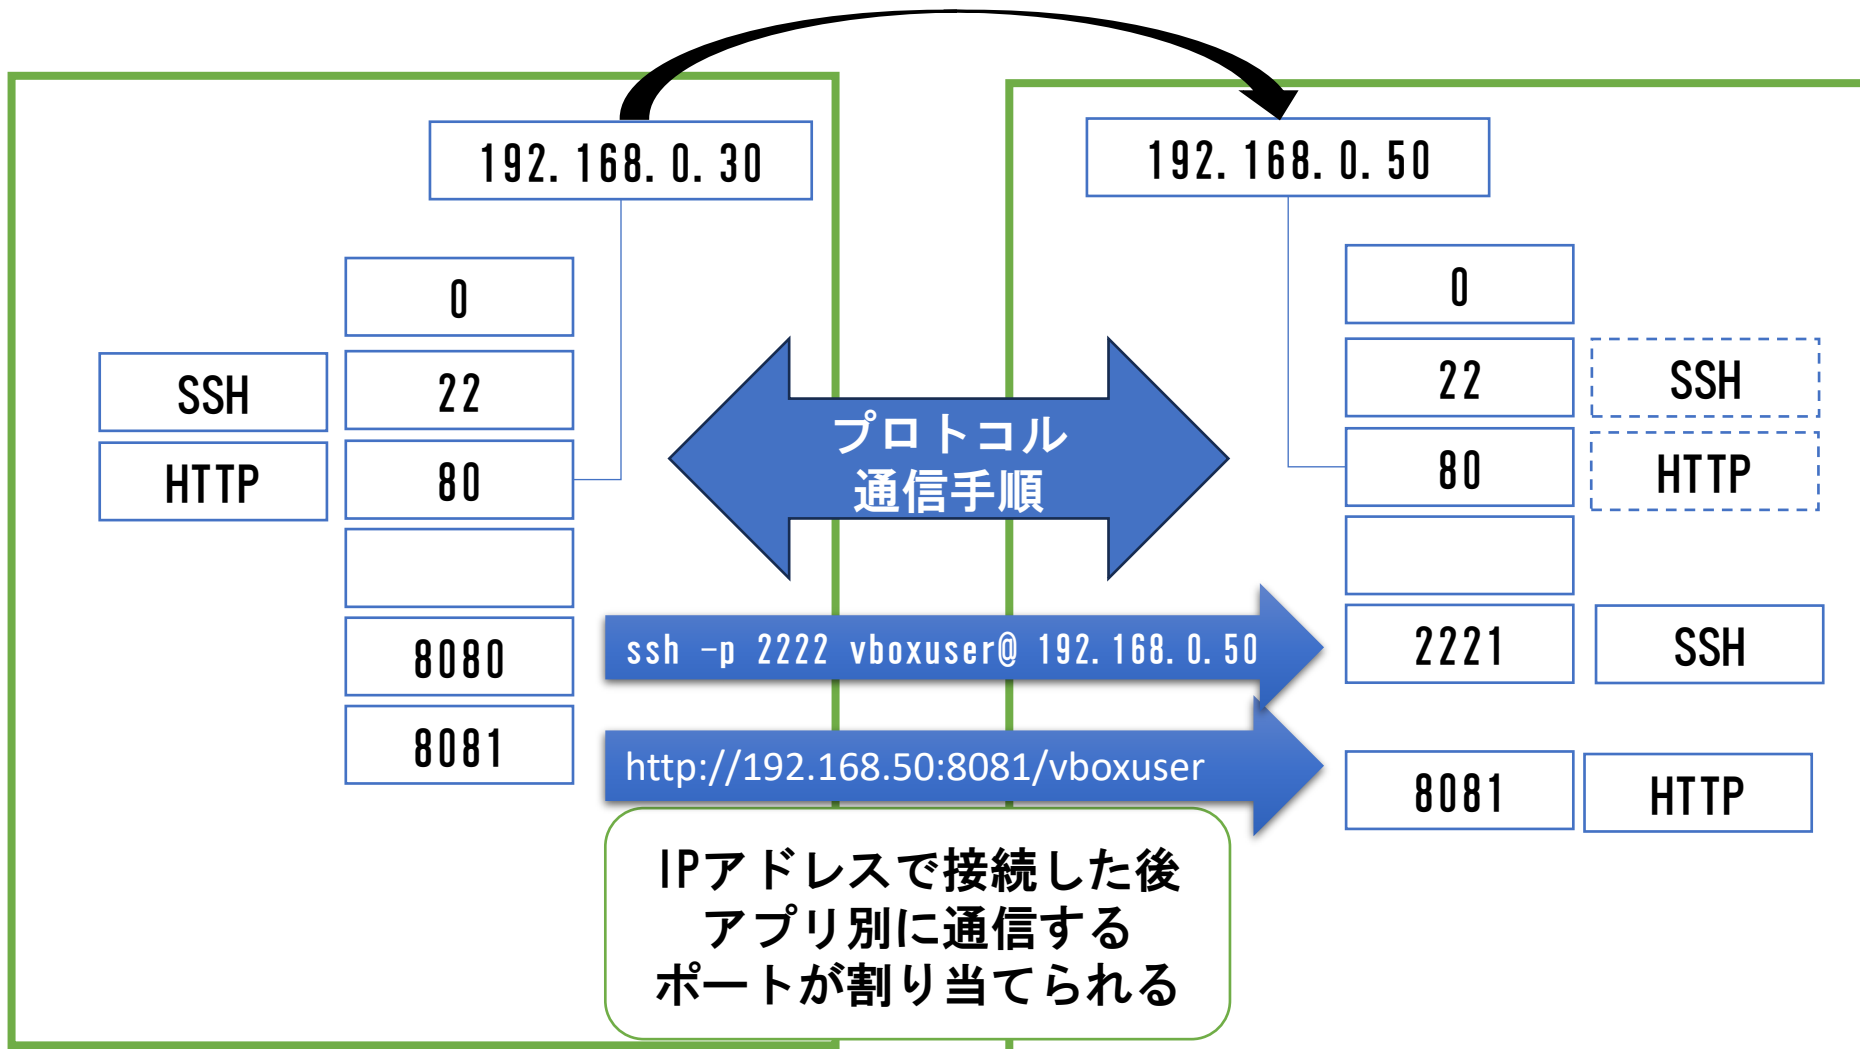 192.168.0.30
192.168.0.50
0
0
SSH
22
22
SSH
HTTP
80
80
HTTP
プロトコル
通信手順
8080
ssh -p 2222 vboxuser@ 192.168.0.50
2221
SSH
8081
http://192.168.50:8081/vboxuser
8081
HTTP
IPアドレスで接続した後
アプリ別に通信する
ポートが割り当てられる